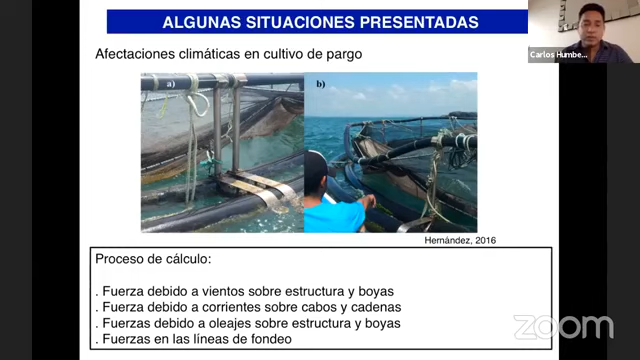 ALGUNAS SITUACIONES PRESENTADAS
Carlos Humbe...
Afectaciones climáticas en cultivo de pargo
a)
b)
Hernández, 2016
Proceso de cálculo:
. Fuerza debido a vientos sobre estructura y boyas
. Fuerza debido a corrientes sobre cabos y cadenas
. Fuerzas debido a oleajes sobre estructura y boyas
. Fuerzas en las líneas de fondeo
zoom